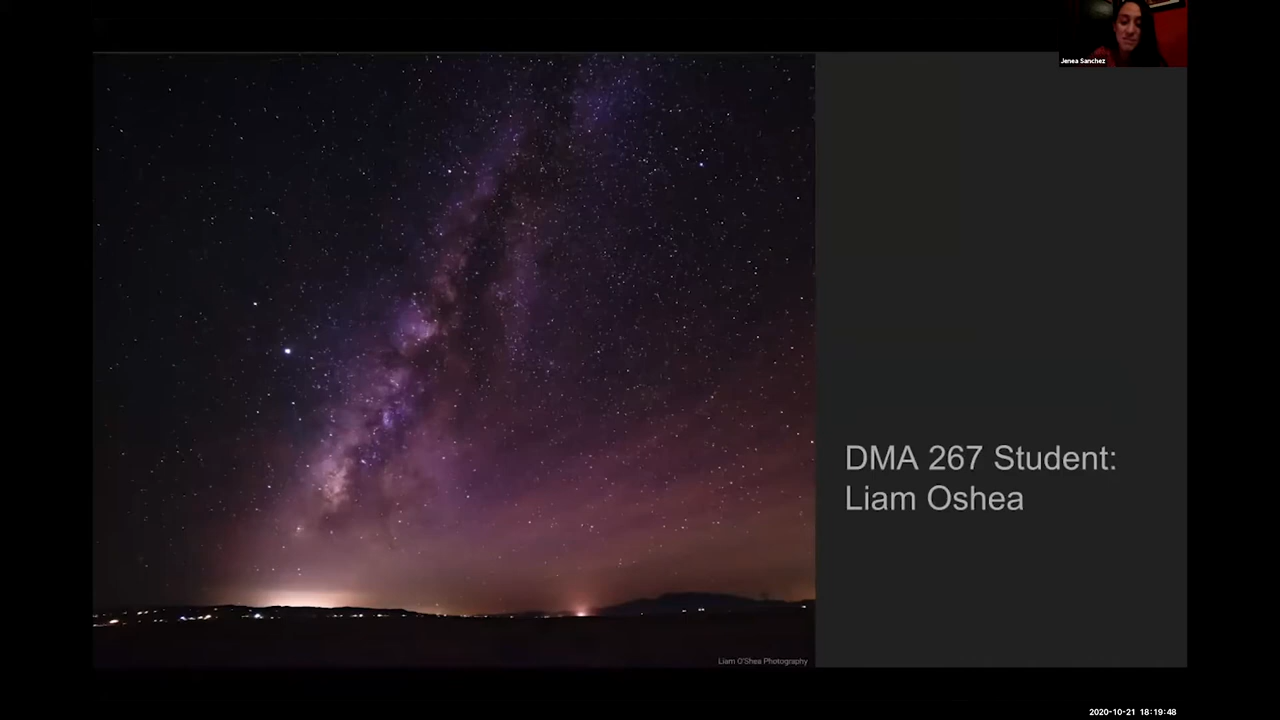 Jenea Sanchez
DMA 267 Student:
Liam Oshea
Liam O'Shea Photography
2020-10-21 18:19:48